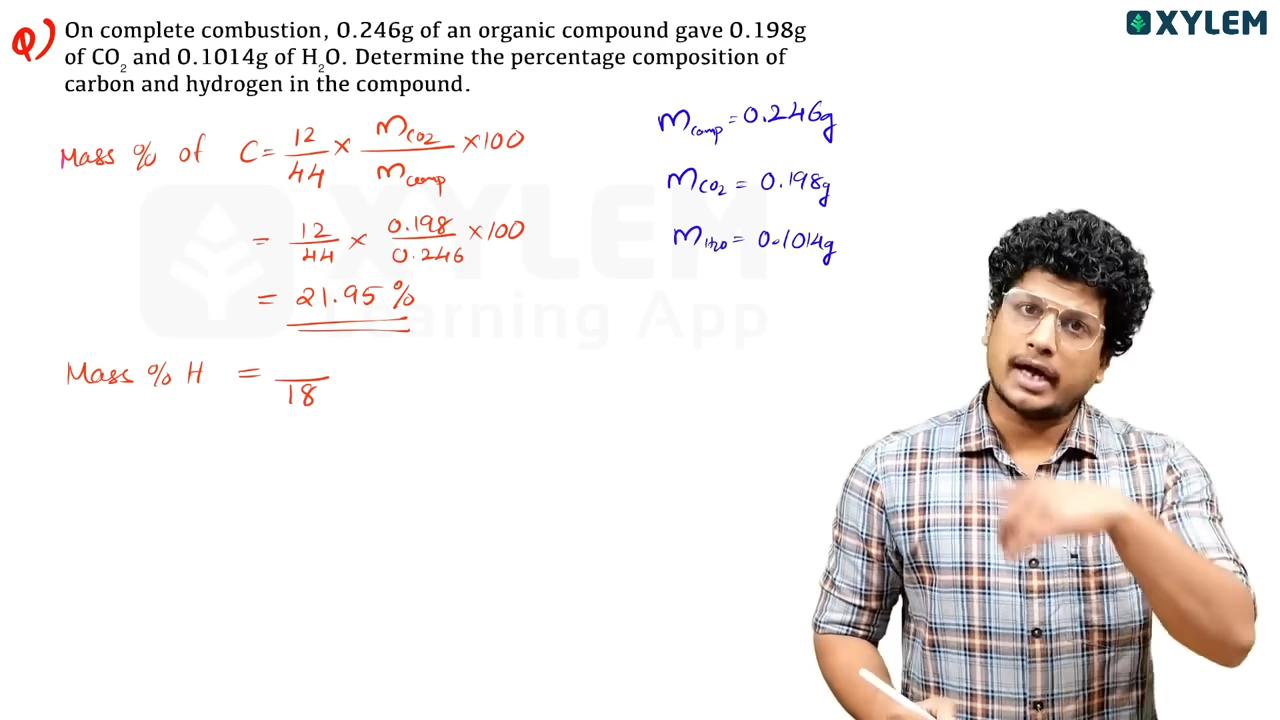 XYLEM
Q) On complete combustion, 0.246g of an organic compound gave 0.198g
of CO₂ and 0.1014g of H₂O. Determine the percentage composition of
carbon and hydrogen in the compound.
Mass % of C = 12/44 × mCO₂/mcomp × 100
= 12/44 × 0.198/0.246 × 100
= 21.95 %
Mass % H = /18
mcomp = 0.246g
mCO₂ = 0.198g
mH₂O = 0.1014g
XYLEM
Learning App